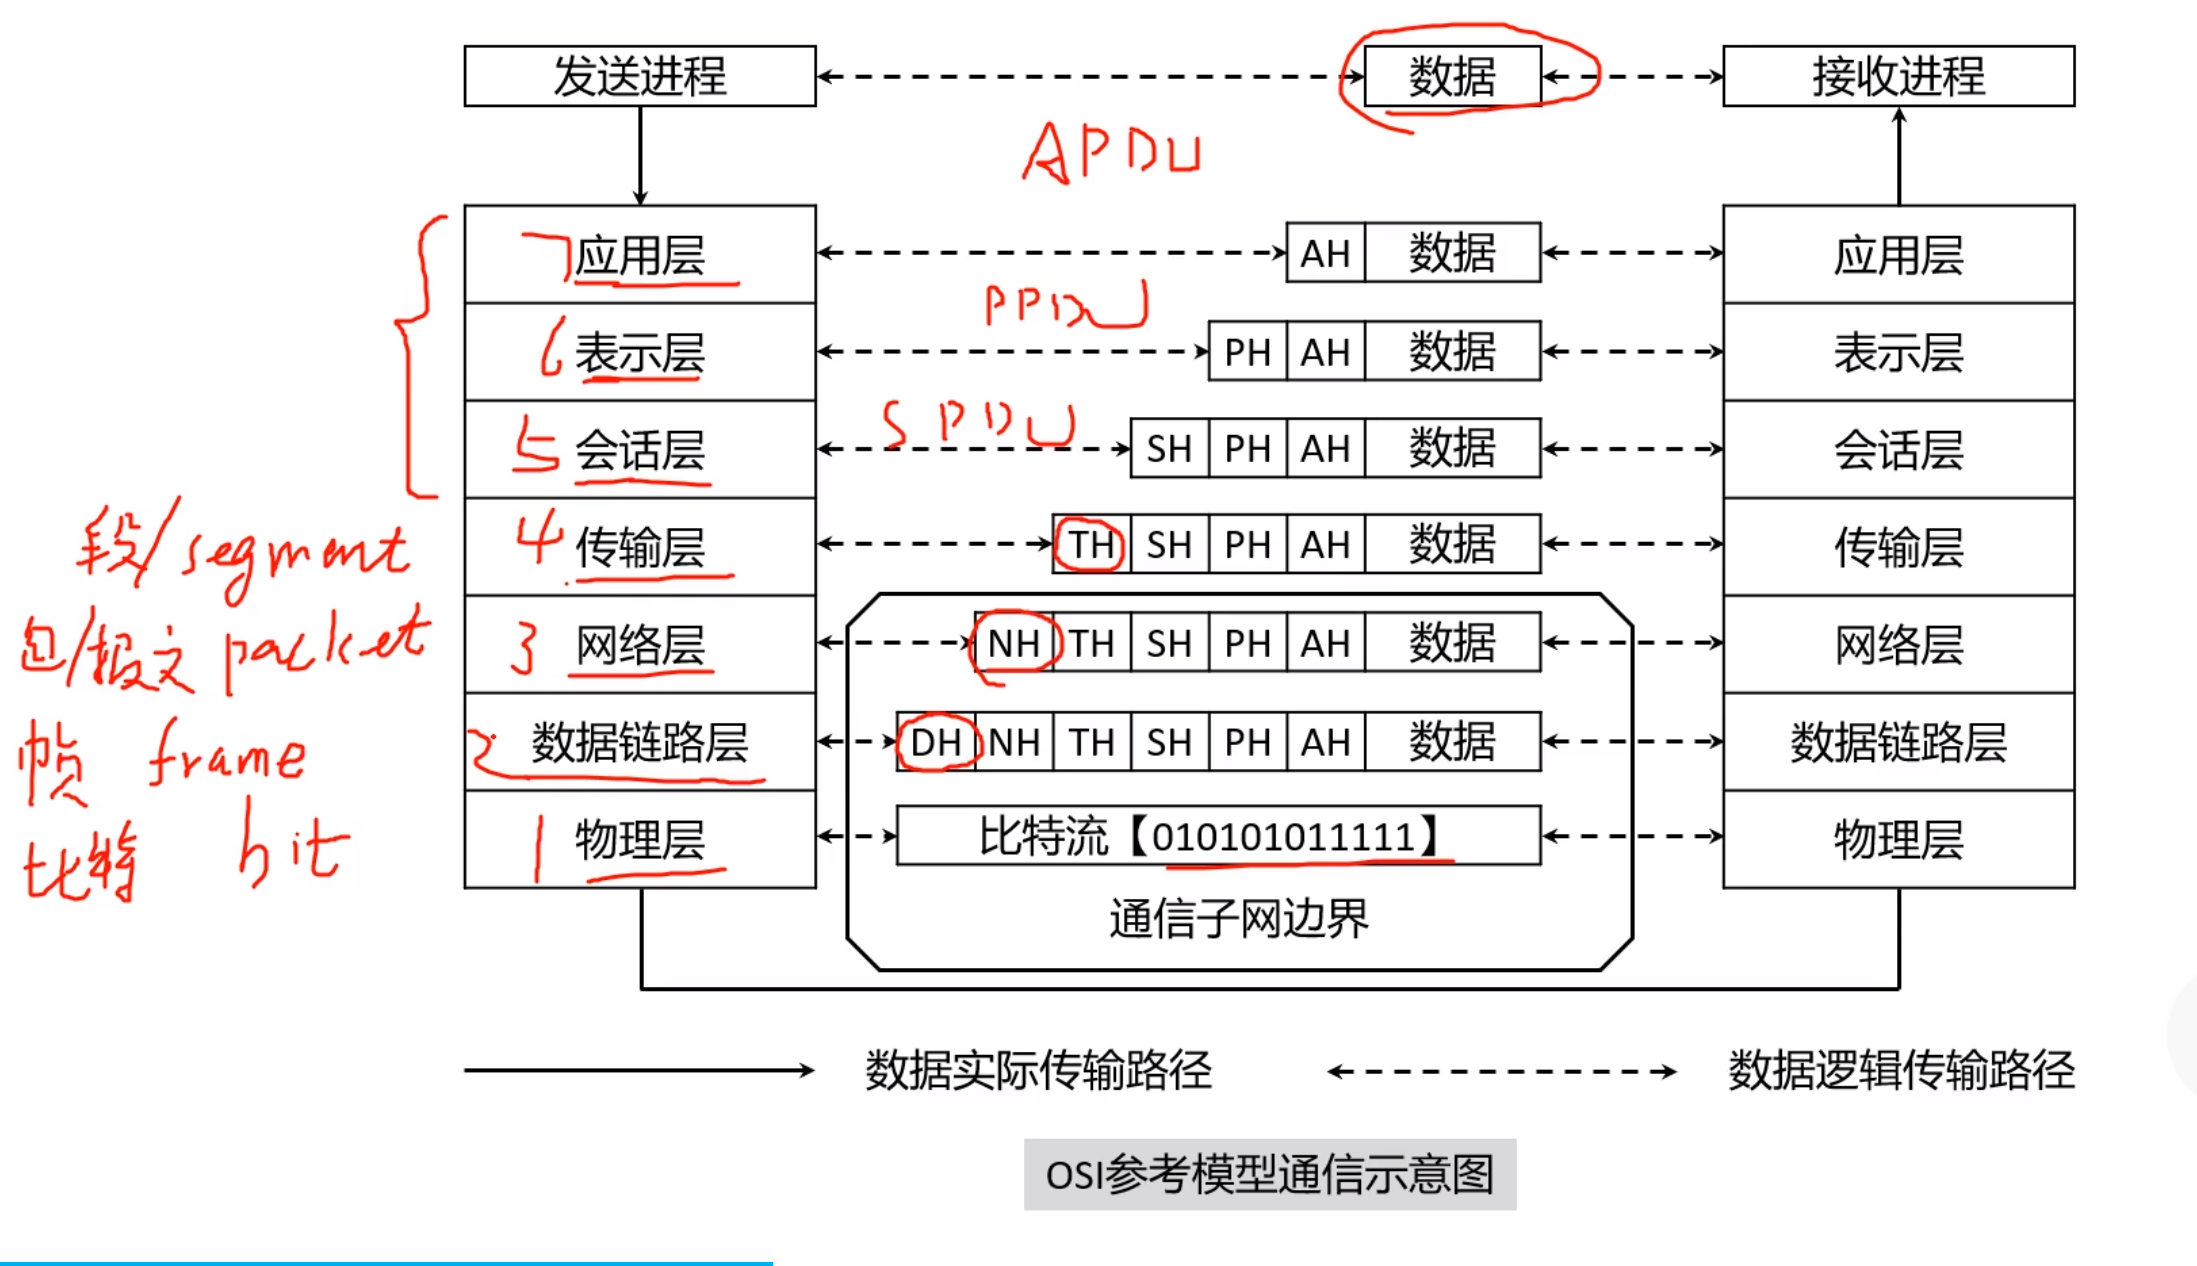 发送进程 数据 接收进程
APDU
7 应用层 AH 数据 应用层
PPDU
6 表示层 PH AH 数据 表示层
SPDU
5 会话层 SH PH AH 数据 会话层
段/segment 4 传输层 TH SH PH AH 数据 传输层
包/报文 packet 3 网络层 NH TH SH PH AH 数据 网络层
帧 frame 2 数据链路层 DH NH TH SH PH AH 数据 数据链路层
比特 bit 1 物理层 比特流【010101011111】 物理层
通信子网边界
数据实际传输路径 数据逻辑传输路径
OSI参考模型通信示意图